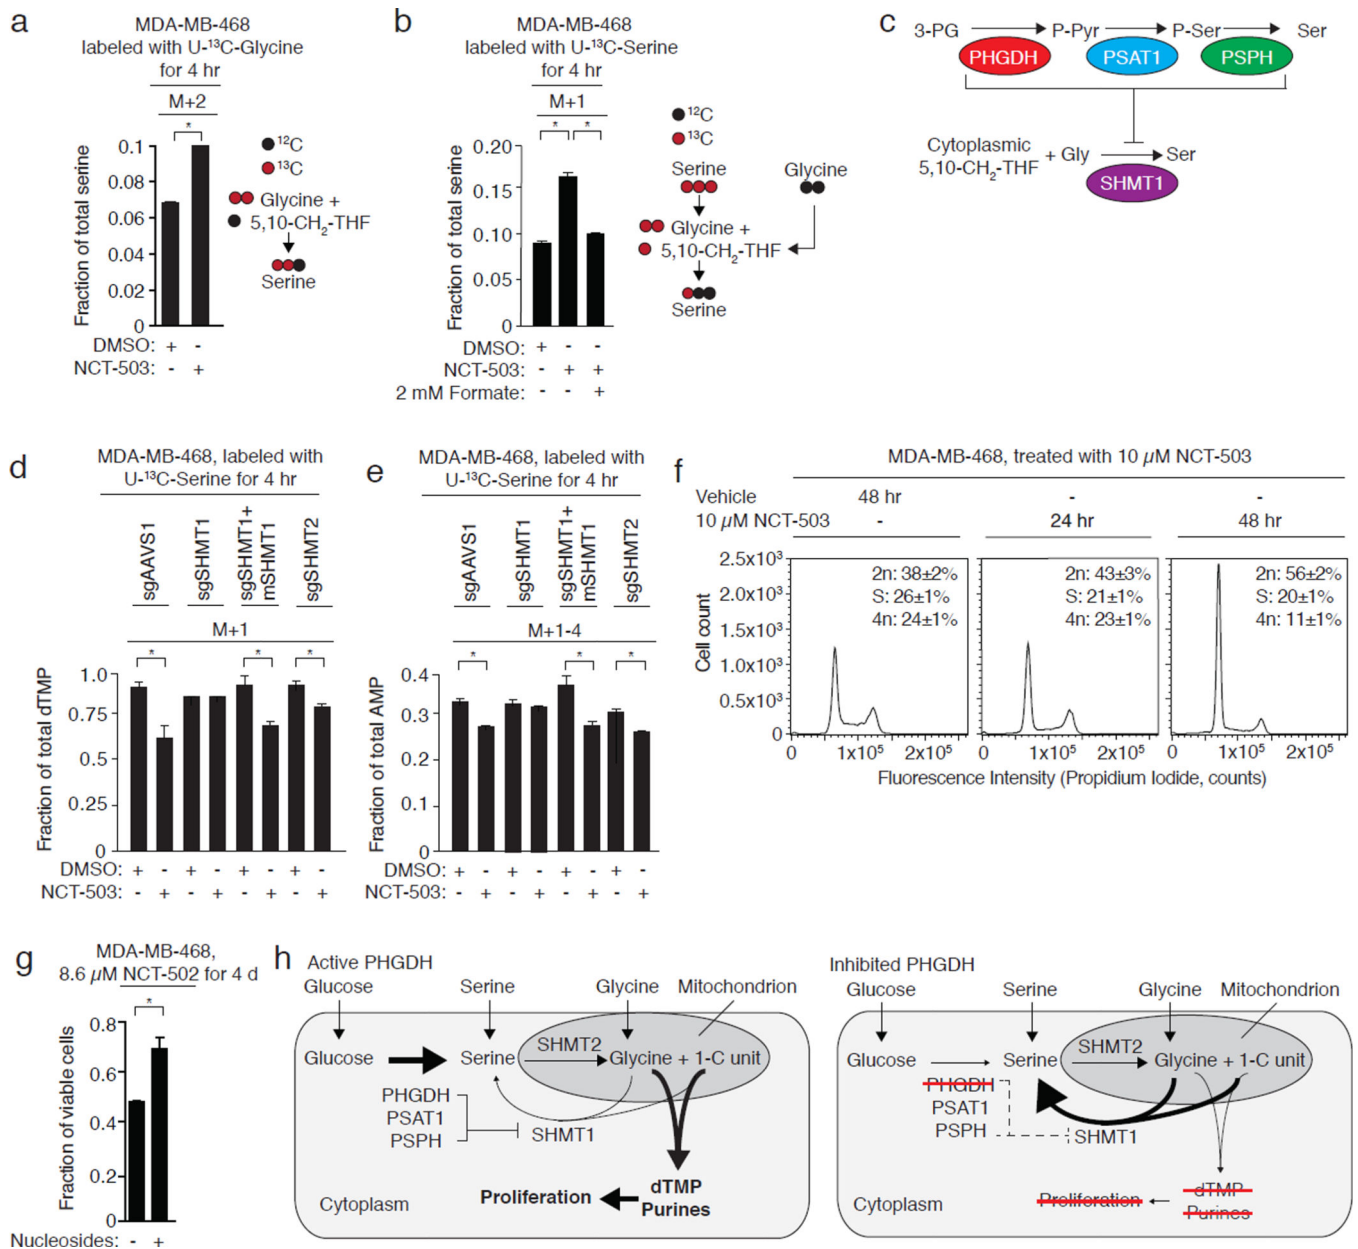 a
MDA-MB-468
labeled with U-¹³C-Glycine
for 4 hr
M+2
*
Fraction of total serine
0.1
0.08
0.06
0.04
0.02
0
DMSO: + -
NCT-503: - +
¹²C
¹³C
Glycine +
5,10-CH₂-THF
Serine
b
MDA-MB-468
labeled with U-¹³C-Serine
for 4 hr
M+1
* *
Fraction of total serine
0.20
0.15
0.10
0.05
0
DMSO: + - -
NCT-503: - + +
2 mM Formate: - - +
¹²C
¹³C
Serine
Glycine
Glycine +
5,10-CH₂-THF
Serine
c
3-PG P-Pyr P-Ser Ser
PHGDH PSAT1 PSPH
Cytoplasmic
5,10-CH₂-THF + Gly Ser
SHMT1
d
MDA-MB-468, labeled with
U-¹³C-Serine for 4 hr
sgAAVS1
sgSHMT1
sgSHMT1+
mSHMT1
sgSHMT2
M+1
* * *
Fraction of total dTMP
1.0
0.75
0.5
0.25
0
DMSO: + - + - + - + -
NCT-503: - + - + - + - +
e
MDA-MB-468, labeled with
U-¹³C-Serine for 4 hr
sgAAVS1
sgSHMT1
sgSHMT1+
mSHMT1
sgSHMT2
M+1-4
* * *
Fraction of total AMP
0.4
0.3
0.2
0.1
0
DMSO: + - + - + - + -
NCT-503: - + - + - + - +
f
MDA-MB-468, treated with 10 µM NCT-503
Vehicle 48 hr - -
10 µM NCT-503 - 24 hr 48 hr
Cell count
2.5x10³
2.0x10³
1.5x10³
1.0x10³
0.5x10³
0
2n: 38±2%
S: 26±1%
4n: 24±1%
2n: 43±3%
S: 21±1%
4n: 23±1%
2n: 56±2%
S: 20±1%
4n: 11±1%
0 1x10⁵ 2x10⁵ 0 1x10⁵ 2x10⁵ 0 1x10⁵ 2x10⁵
Fluorescence Intensity (Propidium Iodide, counts)
g
MDA-MB-468,
8.6 µM NCT-502 for 4 d
*
Fraction of viable cells
0.8
0.6
0.4
0.2
0
Nucleosides: - +
h
Active PHGDH
Glucose Serine Glycine Mitochondrion
Glucose Serine SHMT2 Glycine + 1-C unit
PHGDH
PSAT1
PSPH
SHMT1
dTMP
Purines
Proliferation
Cytoplasm
Inhibited PHGDH
Glucose Serine Glycine Mitochondrion
Glucose Serine SHMT2 Glycine + 1-C unit
PHGDH
PSAT1
PSPH
SHMT1
dTMP
Purines
Proliferation
Cytoplasm